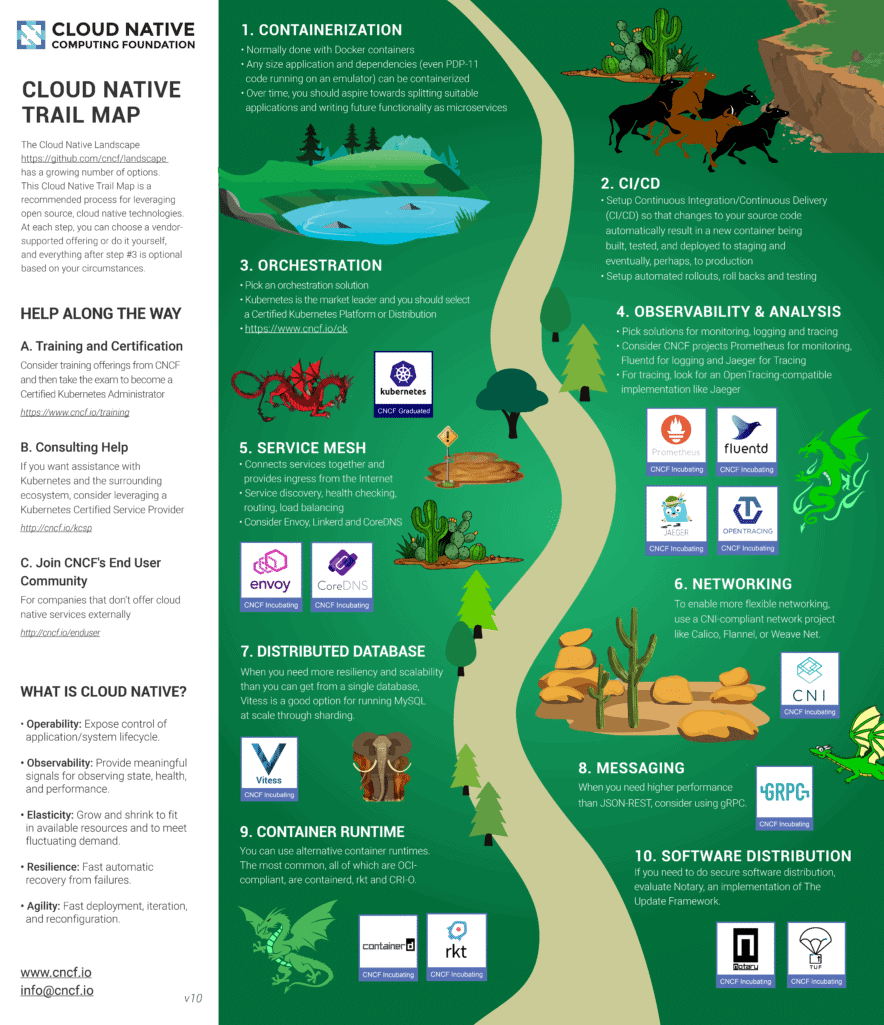 CLOUD NATIVE
COMPUTING FOUNDATION
CLOUD NATIVE
TRAIL MAP
The Cloud Native Landscape
https://github.com/cncf/landscape
has a growing number of options.
This Cloud Native Trail Map is a
recommended process for leveraging
open source, cloud native technologies.
At each step, you can choose a vendor-
supported offering or do it yourself,
and everything after step #3 is optional
based on your circumstances.
HELP ALONG THE WAY
A. Training and Certification
Consider training offerings from CNCF
and then take the exam to become a
Certified Kubernetes Administrator
https://www.cncf.io/training
B. Consulting Help
If you want assistance with
Kubernetes and the surrounding
ecosystem, consider leveraging a
Kubernetes Certified Service Provider
http://cncf.io/kcsp
C. Join CNCF's End User
Community
For companies that don't offer cloud
native services externally
http://cncf.io/enduser
WHAT IS CLOUD NATIVE?
• Operability: Expose control of
application/system lifecycle.
• Observability: Provide meaningful
signals for observing state, health,
and performance.
• Elasticity: Grow and shrink to fit
in available resources and to meet
fluctuating demand.
• Resilience: Fast automatic
recovery from failures.
• Agility: Fast deployment, iteration,
and reconfiguration.
www.cncf.io
info@cncf.io
v10
1. CONTAINERIZATION
• Normally done with Docker containers
• Any size application and dependencies (even PDP-11
code running on an emulator) can be containerized
• Over time, you should aspire towards splitting suitable
applications and writing future functionality as microservices
2. CI/CD
• Setup Continuous Integration/Continuous Delivery
(CI/CD) so that changes to your source code
automatically result in a new container being
built, tested, and deployed to staging and
eventually, perhaps, to production
• Setup automated rollouts, roll backs and testing
3. ORCHESTRATION
• Pick an orchestration solution
• Kubernetes is the market leader and you should select
a Certified Kubernetes Platform or Distribution
• https://www.cncf.io/ck
kubernetes
CNCF Graduated
4. OBSERVABILITY & ANALYSIS
• Pick solutions for monitoring, logging and tracing
• Consider CNCF projects Prometheus for monitoring,
Fluentd for logging and Jaeger for Tracing
• For tracing, look for an OpenTracing-compatible
implementation like Jaeger
Prometheus
CNCF Incubating
fluentd
CNCF Incubating
JAEGER
CNCF Incubating
OPENTRACING
CNCF Incubating
5. SERVICE MESH
• Connects services together and
provides ingress from the Internet
• Service discovery, health checking,
routing, load balancing
• Consider Envoy, Linkerd and CoreDNS
envoy
CNCF Incubating
CoreDNS
CNCF Incubating
6. NETWORKING
To enable more flexible networking,
use a CNI-compliant network project
like Calico, Flannel, or Weave Net.
CNI
CNCF Incubating
7. DISTRIBUTED DATABASE
When you need more resiliency and scalability
than you can get from a single database,
Vitess is a good option for running MySQL
at scale through sharding.
Vitess
CNCF Incubating
8. MESSAGING
When you need higher performance
than JSON-REST, consider using gRPC.
GRPC
CNCF Incubating
9. CONTAINER RUNTIME
You can use alternative container runtimes.
The most common, all of which are OCI-
compliant, are containerd, rkt and CRI-O.
containerd
CNCF Incubating
rkt
CNCF Incubating
10. SOFTWARE DISTRIBUTION
If you need to do secure software distribution,
evaluate Notary, an implementation of The
Update Framework.
notary
CNCF Incubating
TUF
CNCF Incubating